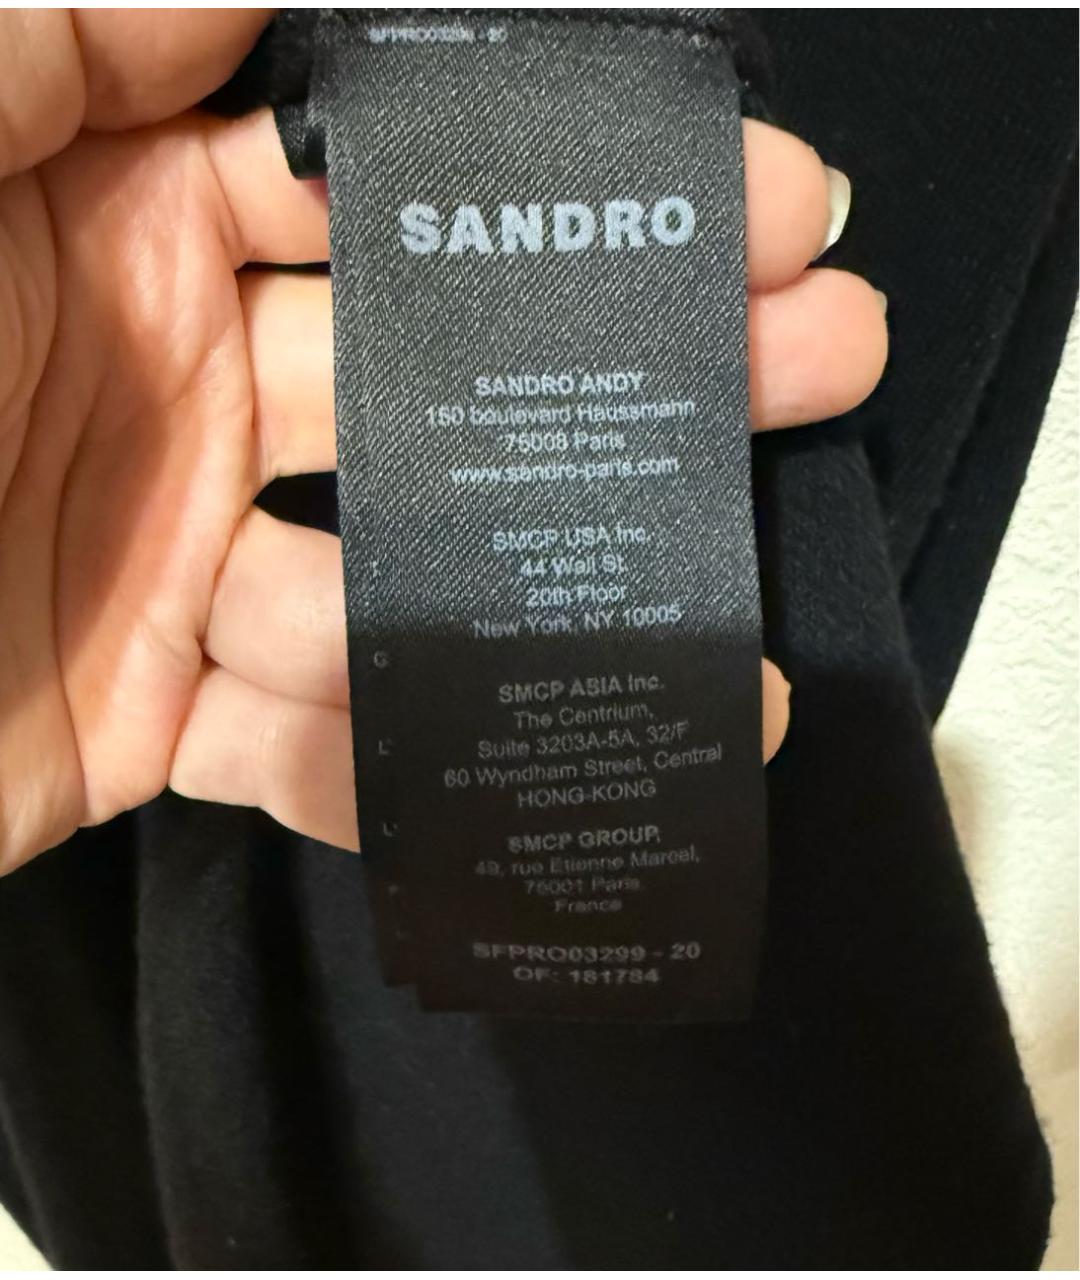 SFPRO03299 - 20
SANDRO
SANDRO ANDY
150 boulevard Haussmann
75008 Paris
www.sandro-paris.com
SMCP USA Inc.
44 Wall St.
20th Floor
New York, NY 10005
SMCP ASIA Inc.
The Centrium,
Suite 3203A-5A, 32/F
60 Wyndham Street, Central
HONG-KONG
SMCP GROUP,
49, rue Etienne Marcel,
75001 Paris
France
SFPRO03299 - 20
OF: 181784